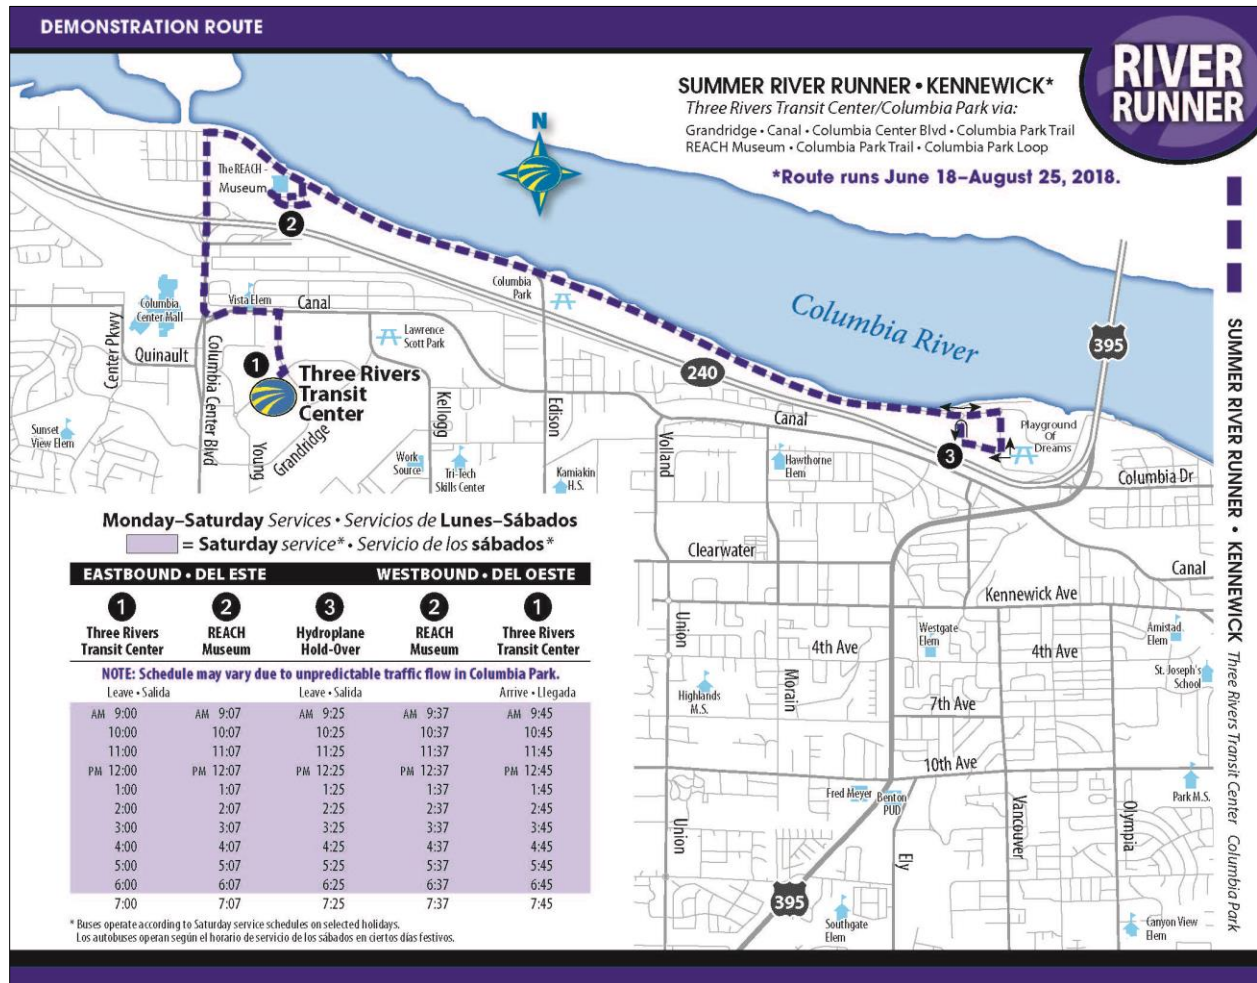 DEMONSTRATION ROUTE
RIVER
RUNNER
SUMMER RIVER RUNNER • KENNEWICK*
Three Rivers Transit Center/Columbia Park via:
Grandridge • Canal • Columbia Center Blvd • Columbia Park Trail
REACH Museum • Columbia Park Trail • Columbia Park Loop
*Route runs June 18–August 25, 2018.
N
The REACH
Museum
2
Columbia
Park
Columbia River
395
Columbia
Center Mall
Vista Elem
Canal
Center Pkwy
Quinault
Columbia Center Blvd
1
Three Rivers
Transit
Center
Lawrence
Scott Park
240
Sunset
View Elem
Young
Grandridge
Kellogg
Edison
Work
Source
Tri-Tech
Skills Center
Kamiakin
H.S.
Volland
Canal
Hawthorne
Elem
3
Playground
Of
Dreams
Columbia Dr
Clearwater
Canal
Kennewick Ave
Union
4th Ave
Westgate
Elem
4th Ave
Amistad
Elem
St. Joseph's
School
Highlands
M.S.
Morain
7th Ave
10th Ave
Fred Meyer
Benton
PUD
Park M.S.
Union
Ely
Vancouver
Olympia
395
Southgate
Elem
Canyon View
Elem
SUMMER RIVER RUNNER • KENNEWICK Three Rivers Transit Center Columbia Park
Monday–Saturday Services • Servicios de Lunes–Sábados
= Saturday service* • Servicio de los sábados*
EASTBOUND • DEL ESTE WESTBOUND • DEL OESTE
1 2 3 2 1
Three Rivers REACH Hydroplane REACH Three Rivers
Transit Center Museum Hold-Over Museum Transit Center
NOTE: Schedule may vary due to unpredictable traffic flow in Columbia Park.
Leave • Salida Leave • Salida Arrive • Llegada
AM 9:00 AM 9:07 AM 9:25 AM 9:37 AM 9:45
10:00 10:07 10:25 10:37 10:45
11:00 11:07 11:25 11:37 11:45
PM 12:00 PM 12:07 PM 12:25 PM 12:37 PM 12:45
1:00 1:07 1:25 1:37 1:45
2:00 2:07 2:25 2:37 2:45
3:00 3:07 3:25 3:37 3:45
4:00 4:07 4:25 4:37 4:45
5:00 5:07 5:25 5:37 5:45
6:00 6:07 6:25 6:37 6:45
7:00 7:07 7:25 7:37 7:45
* Buses operate according to Saturday service schedules on selected holidays.
Los autobuses operan según el horario de servicio de los sábados en ciertos días festivos.